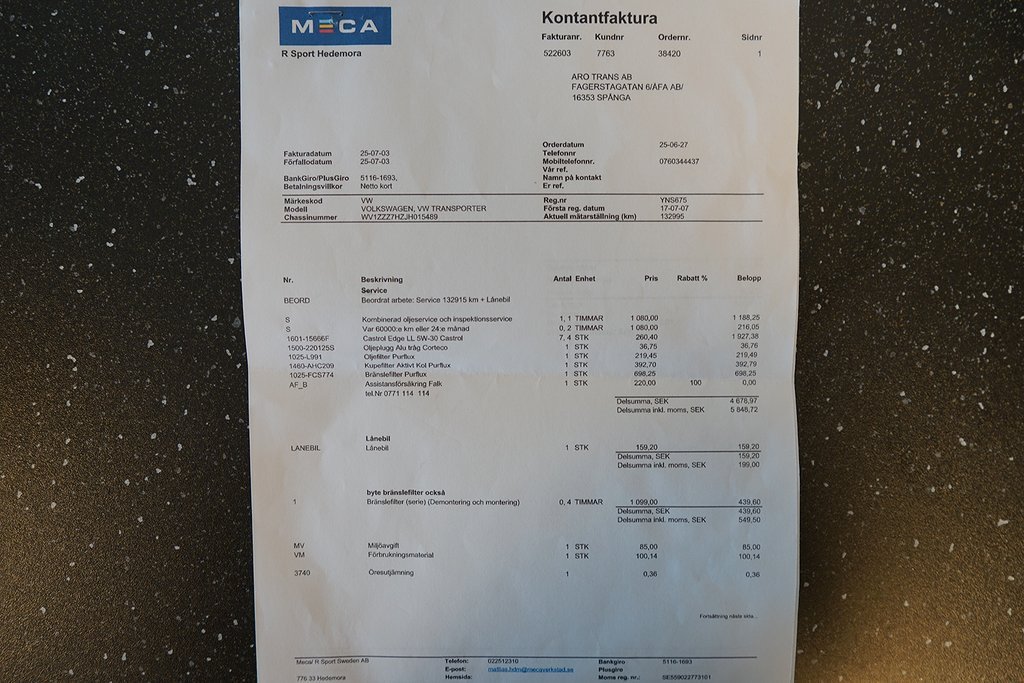 MECA
R Sport Hedemora
Kontantfaktura
Fakturanr. Kundnr Ordernr. Sidnr
522603 7763 38420 1
ARO TRANS AB
FAGERSTAGATAN 6/ÅFA AB/
16353 SPÅNGA
Fakturadatum 25-07-03
Förfallodatum 25-07-03
BankGiro/PlusGiro 5116-1693,
Betalningsvillkor Netto kort
Orderdatum 25-06-27
Telefonnr
Mobiltelefonnr. 0760344437
Vår ref.
Namn på kontakt
Er ref.
Märkeskod VW Reg.nr YNS675
Modell VOLKSWAGEN, VW TRANSPORTER Första reg. datum 17-07-07
Chassinummer WV1ZZZ7HZJH015489 Aktuell mätarställning (km) 132995
Nr. Beskrivning Antal Enhet Pris Rabatt % Belopp
Service
BEORD Beordrat arbete: Service 132915 km + Lånebil
S Kombinerad oljeservice och inspektionsservice 1, 1 TIMMAR 1 080,00 1 188,25
S Var 60000:e km eller 24:e månad 0, 2 TIMMAR 1 080,00 216,05
1601-15666F Castrol Edge LL 5W-30 Castrol 7, 4 STK 260,40 1 927,38
1500-220125S Oljeplugg Alu tråg Corteco 1 STK 36,75 36,76
1025-L991 Oljefilter Purflux 1 STK 219,45 219,49
1460-AHC209 Kupefilter Aktivt Kol Purflux 1 STK 392,70 392,79
1025-FCS774 Bränslefilter Purflux 1 STK 698,25 698,25
AF_B Assistansförsäkring Falk 1 STK 220,00 100 0,00
tel.Nr 0771 114 114
Delsumma, SEK 4 678,97
Delsumma inkl. moms, SEK 5 848,72
Lånebil
LANEBIL Lånebil 1 STK 159,20 159,20
Delsumma, SEK 159,20
Delsumma inkl. moms, SEK 199,00
byte bränslefilter också
1 Bränslefilter (serie) (Demontering och montering) 0, 4 TIMMAR 1 099,00 439,60
Delsumma, SEK 439,60
Delsumma inkl. moms, SEK 549,50
MV Miljöavgift 1 STK 85,00 85,00
VM Förbrukningsmaterial 1 STK 100,14 100,14
3740 Öresutjämning 1 0,36 0,36
Fortsättning nästa sida...
Meca/ R Sport Sweden AB Telefon: 022512310 Bankgiro 5116-1693
E-post: mattias.hdm@mecaverkstad.se Plusgiro
776 33 Hedemora Hemsida: Moms reg. nr.: SE559022773101